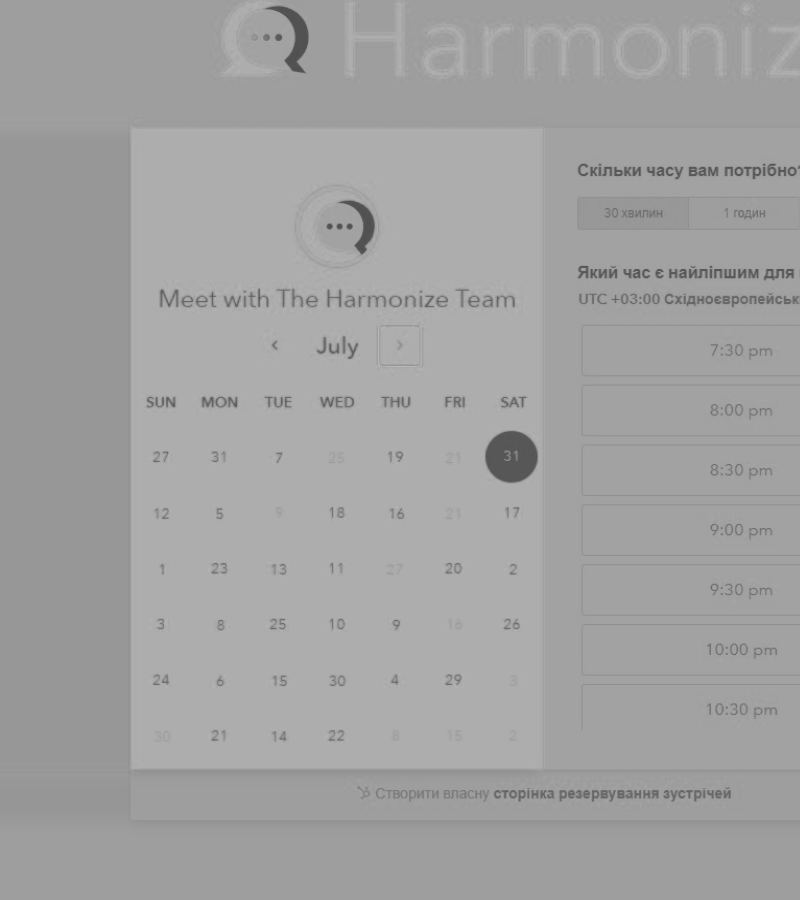 Harmoniz
Meet with The Harmonize Team
July
SUN MON TUE WED THU FRI SAT
27 31 7 25 19 21 31
12 5 9 18 16 21 17
1 23 13 11 27 20 2
3 8 25 10 9 16 26
24 6 15 30 4 29 3
30 21 14 22 8 15 2
Скільки часу вам потрібно?
30 хвилин 1 годин
Який час є найліпшим для
UTC +03:00 Східноєвропейськ
7:30 pm
8:00 pm
8:30 pm
9:00 pm
9:30 pm
10:00 pm
10:30 pm
Створити власну сторінка резервування зустрічей